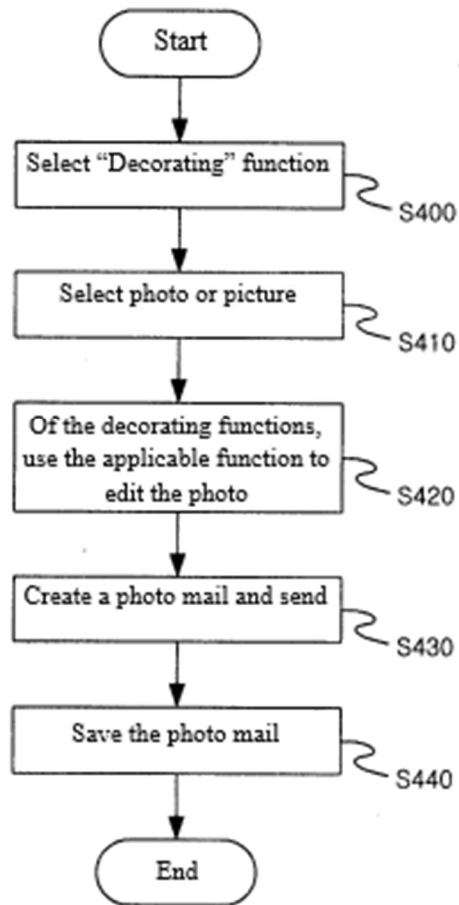 Start
Select “Decorating” function
S400
Select photo or picture
S410
Of the decorating functions,
use the applicable function to
edit the photo
S420
Create a photo mail and send
S430
Save the photo mail
S440
End